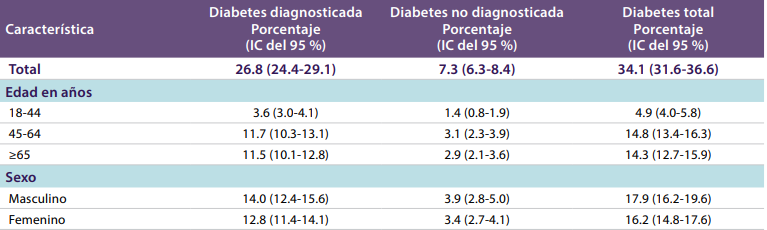 Característica Diabetes diagnosticada Porcentaje (IC del 95 %) Diabetes no diagnosticada Porcentaje (IC del 95 %) Diabetes total Porcentaje (IC del 95 %)
Total 26.8 (24.4-29.1) 7.3 (6.3-8.4) 34.1 (31.6-36.6)
Edad en años
18-44 3.6 (3.0-4.1) 1.4 (0.8-1.9) 4.9 (4.0-5.8)
45-64 11.7 (10.3-13.1) 3.1 (2.3-3.9) 14.8 (13.4-16.3)
≥65 11.5 (10.1-12.8) 2.9 (2.1-3.6) 14.3 (12.7-15.9)
Sexo
Masculino 14.0 (12.4-15.6) 3.9 (2.8-5.0) 17.9 (16.2-19.6)
Femenino 12.8 (11.4-14.1) 3.4 (2.7-4.1) 16.2 (14.8-17.6)